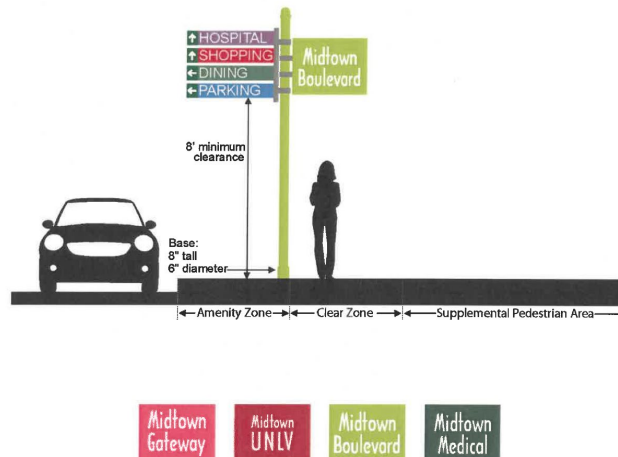 HOSPITAL
SHOPPING
DINING
PARKING
Midtown
Boulevard
8' minimum
clearance
Base:
8" tall
6" diameter
Amenity Zone
Clear Zone
Supplemental Pedestrian Area
Midtown
Gateway
Midtown
UNLV
Midtown
Boulevard
Midtown
Medical